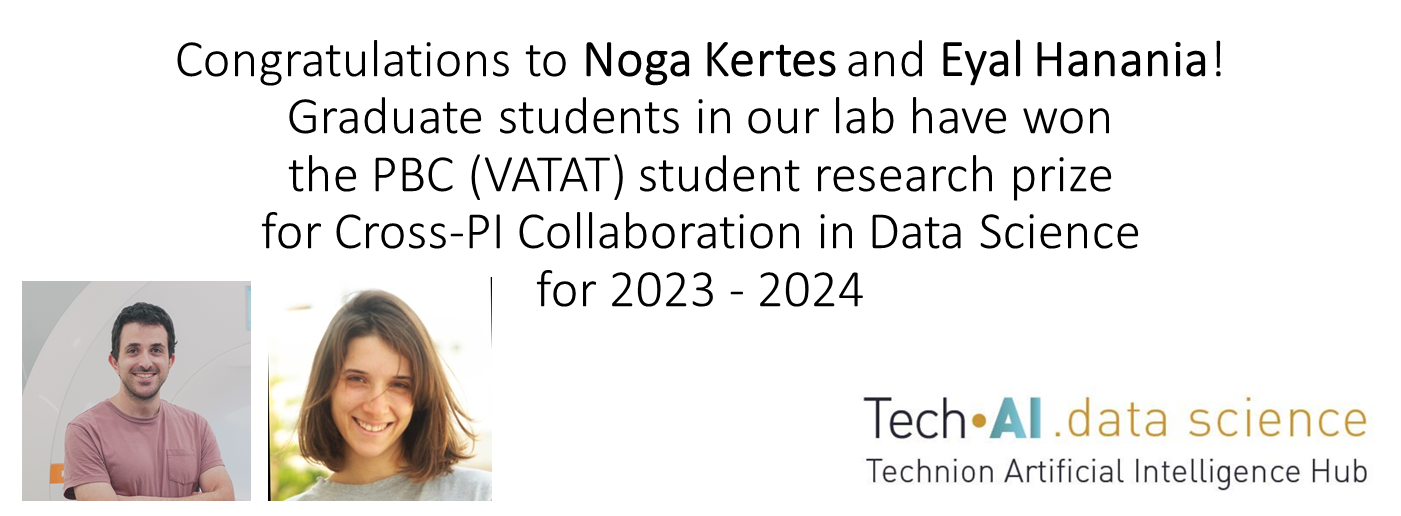 Congratulations to Noga Kertes and Eyal Hanania!
Graduate students in our lab have won
the PBC (VATAT) student research prize
for Cross-PI Collaboration in Data Science
for 2023 - 2024
Tech•AI.data science
Technion Artificial Intelligence Hub